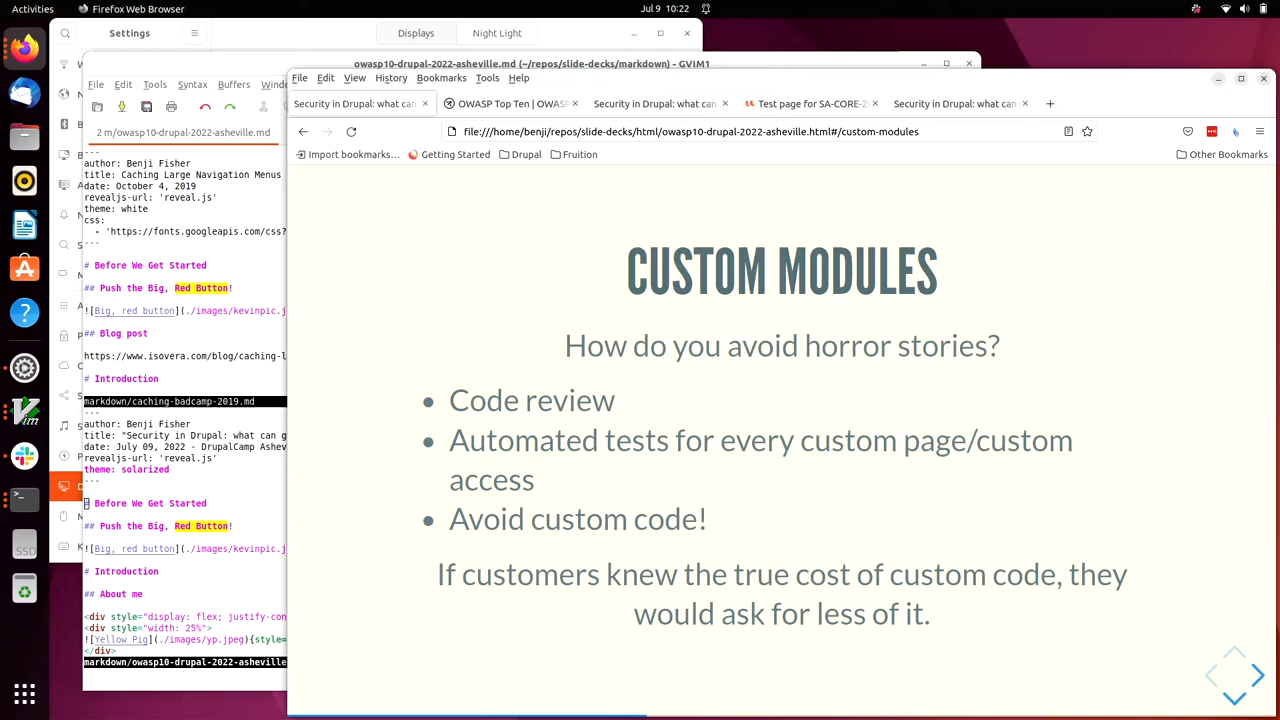 Activities
Firefox Web Browser
Jul 9 10:22
Settings
Displays
Night Light
owasp10-drupal-2022-asheville.md (~/repos/slide-decks/markdown) - GVIM1
File Edit Tools Syntax Buffers
2 m/owasp10-drupal-2022-asheville.md
---
author: Benji Fisher
title: Caching Large Navigation Menus
date: October 4, 2019
revealjs-url: 'reveal.js'
theme: white
css:
- 'https://fonts.googleapis.com/css?
---
# Before We Get Started
## Push the Big, Red Button!
![Big, red button](./images/kevinpic.j
## Blog post
https://www.isovera.com/blog/caching-l
# Introduction
markdown/caching-badcamp-2019.md
---
author: Benji Fisher
title: "Security in Drupal: what can g
date: July 09, 2022 - DrupalCamp Ashev
revealjs-url: 'reveal.js'
theme: solarized
---
# Before We Get Started
## Push the Big, Red Button!
![Big, red button](./images/kevinpic.j
# Introduction
## About me
<div style="display: flex; justify-con
<div style="width: 25%">
![Yellow Pig](./images/yp.jpeg){style=
</div>
markdown/owasp10-drupal-2022-asheville
File Edit View History Bookmarks Tools Help
Security in Drupal: what can
OWASP Top Ten | OWASP
Security in Drupal: what can
Test page for SA-CORE-2
Security in Drupal: what can
file:///home/benji/repos/slide-decks/html/owasp10-drupal-2022-asheville.html#/custom-modules
Import bookmarks...
Getting Started
Drupal
Fruition
Other Bookmarks
CUSTOM MODULES
How do you avoid horror stories?
• Code review
• Automated tests for every custom page/custom
access
• Avoid custom code!
If customers knew the true cost of custom code, they
would ask for less of it.
SSD